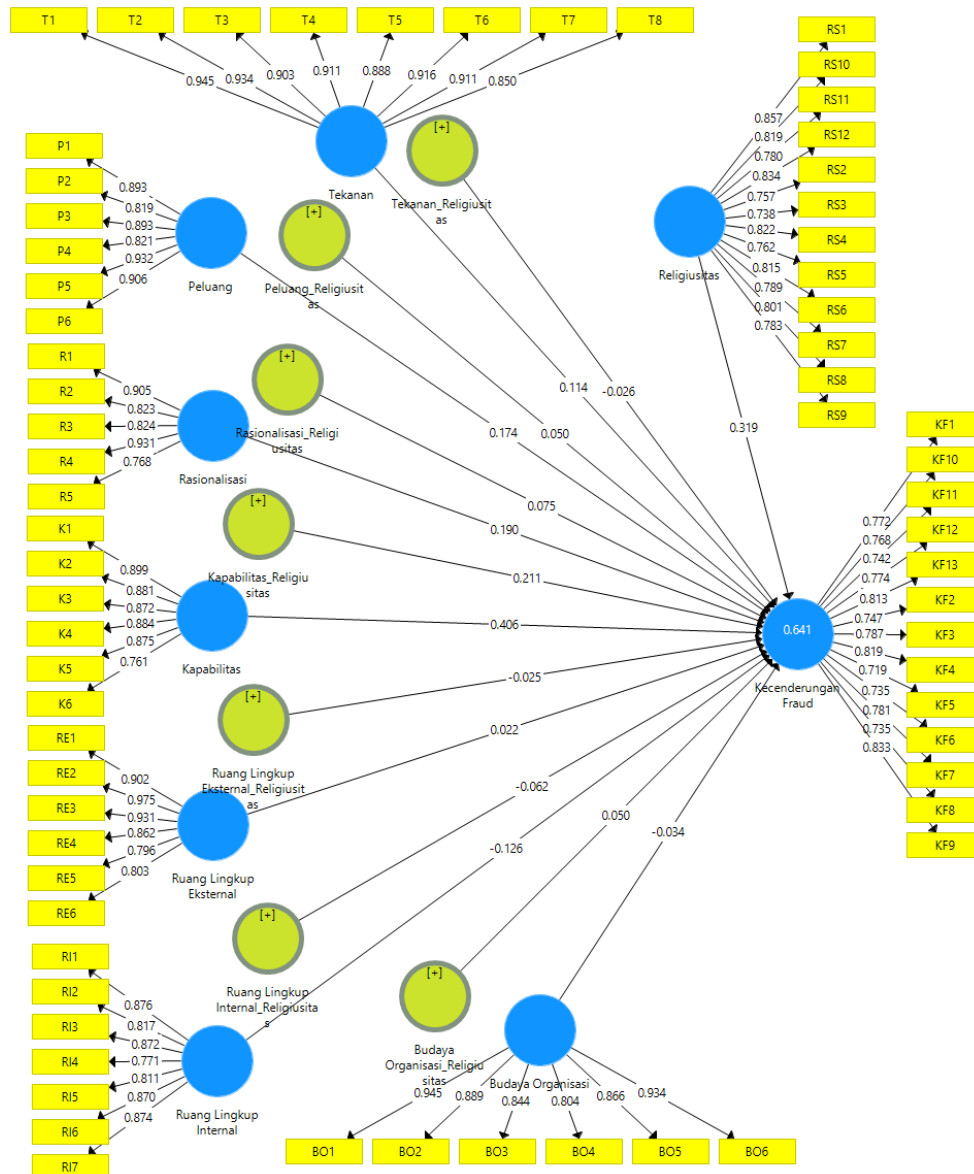 T1 T2 T3 T4 T5 T6 T7 T8
0.945 0.934 0.903 0.911 0.888 0.916 0.911 0.850
Tekanan
[+]
Tekanan_Religiusit
as
RS1
RS10
RS11
RS12
RS2
RS3
RS4
RS5
RS6
RS7
RS8
RS9
0.857
0.819
0.780
0.834
0.757
0.738
0.822
0.762
0.815
0.789
0.801
0.783
Religiusitas
P1
P2
P3
P4
P5
P6
0.893
0.819
0.893
0.821
0.932
0.906
Peluang
[+]
Peluang_Religiusit
as
R1
R2
R3
R4
R5
0.905
0.823
0.824
0.931
0.768
Rasionalisasi
[+]
Rasionalisasi_Religi
usitas
K1
K2
K3
K4
K5
K6
0.899
0.881
0.872
0.884
0.875
0.761
Kapabilitas
[+]
Kapabilitas_Religiu
sitas
RE1
RE2
RE3
RE4
RE5
RE6
0.902
0.975
0.931
0.862
0.796
0.803
Ruang Lingkup
Eksternal
[+]
Ruang Lingkup
Eksternal_Religiusit
as
RI1
RI2
RI3
RI4
RI5
RI6
RI7
0.876
0.817
0.872
0.771
0.811
0.870
0.874
Ruang Lingkup
Internal
[+]
Ruang Lingkup
Internal_Religiusita
s
[+]
Budaya
Organisasi_Religiu
sitas
Budaya Organisasi
0.945 0.889 0.844 0.804 0.866 0.934
BO1 BO2 BO3 BO4 BO5 BO6
0.114
-0.026
0.174
0.050
0.319
0.075
0.190
0.211
0.406
-0.025
0.022
-0.062
-0.126
0.050
-0.034
0.641
Kecenderungan
Fraud
0.772
0.768
0.742
0.774
0.813
0.747
0.787
0.819
0.719
0.735
0.781
0.735
0.833
KF1
KF10
KF11
KF12
KF13
KF2
KF3
KF4
KF5
KF6
KF7
KF8
KF9